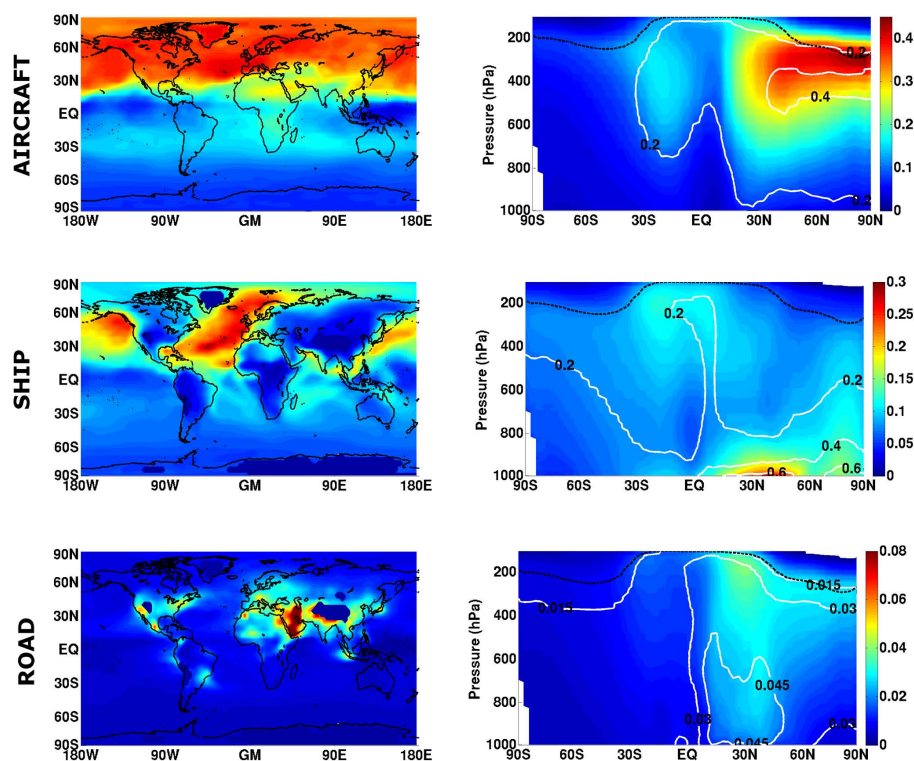 AIRCRAFT
90N
60N
30N
EQ
30S
60S
90S
180W 90W GM 90E 180E
Pressure (hPa)
200
400
600
800
1000
90S 60S 30S EQ 30N 60N 90N
0.2
0.4
0.2
0.2
0.4
0.3
0.2
0.1
0
SHIP
90N
60N
30N
EQ
30S
60S
90S
180W 90W GM 90E 180E
Pressure (hPa)
200
400
600
800
1000
90S 60S 30S EQ 30N 60N 90N
0.2
0.2
0.2
0.4
0.6
0.6
0.3
0.25
0.2
0.15
0.1
0.05
0
ROAD
90N
60N
30N
EQ
30S
60S
90S
180W 90W GM 90E 180E
Pressure (hPa)
200
400
600
800
1000
90S 60S 30S EQ 30N 60N 90N
0.015
0.015
0.03
0.045
0.03
0.03
0.045
0.08
0.06
0.04
0.02
0